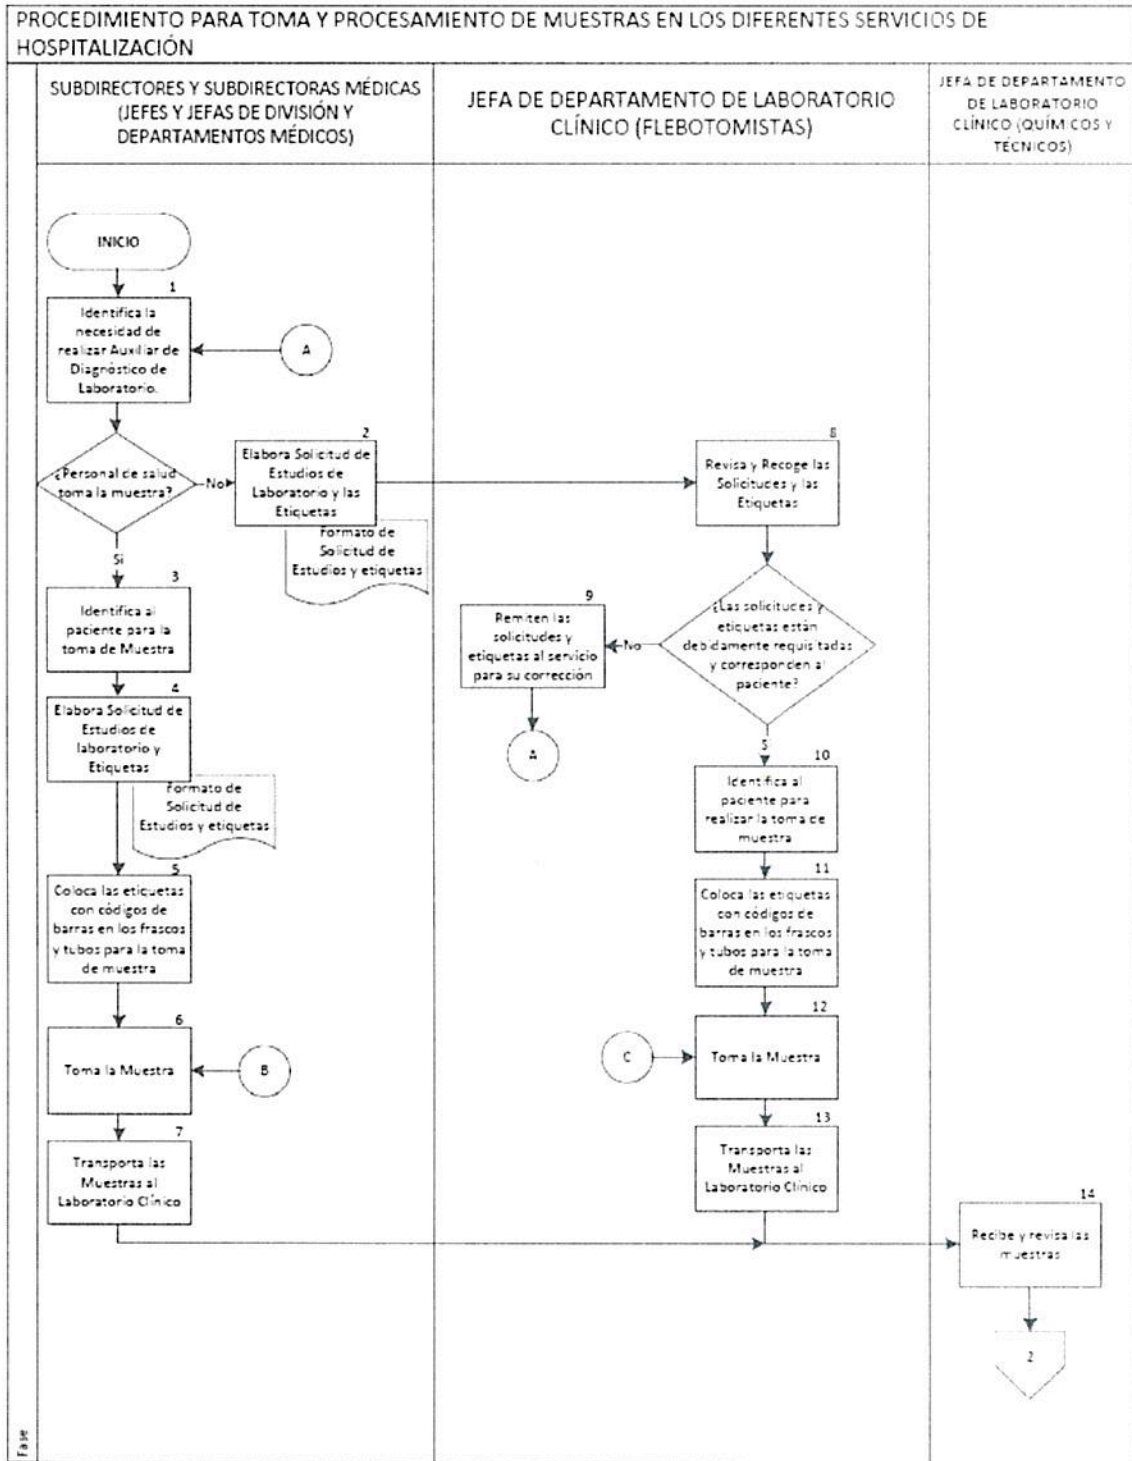 PROCEDIMIENTO PARA TOMA Y PROCESAMIENTO DE MUESTRAS EN LOS DIFERENTES SERVICIOS DE
HOSPITALIZACIÓN
SUBDIRECTORES Y SUBDIRECTORAS MÉDICAS
(JEFES Y JEFAS DE DIVISIÓN Y
DEPARTAMENTOS MÉDICOS)
JEFA DE DEPARTAMENTO DE LABORATORIO
CLÍNICO (FLEBOTOMISTAS)
JEFA DE DEPARTAMENTO
DE LABORATORIO
CLÍNICO (QUÍMICOS Y
TÉCNICOS)
INICIO
1
Identifica la
necesidad de
realizar Auxiliar de
Diagnóstico de
Laboratorio.
A
¿Personal de salud
toma la muestra?
No
2
Elabora Solicitud de
Estudios de
Laboratorio y las
Etiquetas
Formato de
Solicitud de
Estudios y etiquetas
8
Revisa y Recoge las
Solicitudes y las
Etiquetas
Si
3
Identifica al
paciente para la
toma de Muestra
9
Remiten las
solicitudes y
etiquetas al servicio
para su corrección
No
¿Las solicitudes y
etiquetas están
debidamente requisitadas
y corresponden al
paciente?
4
Elabora Solicitud de
Estudios de
laboratorio y
Etiquetas
Formato de
Solicitud de
Estudios y etiquetas
A
S
10
Identifica al
paciente para
realizar la toma de
muestra
5
Coloca las etiquetas
con códigos de
barras en los frascos
y tubos para la toma
de muestra
11
Coloca las etiquetas
con códigos de
barras en los frascos
y tubos para la toma
de muestra
6
Toma la Muestra
B
C
12
Toma la Muestra
7
Transporta las
Muestras al
Laboratorio Clínico
13
Transporta las
Muestras al
Laboratorio Clínico
14
Recibe y revisa las
muestras
2
Fase